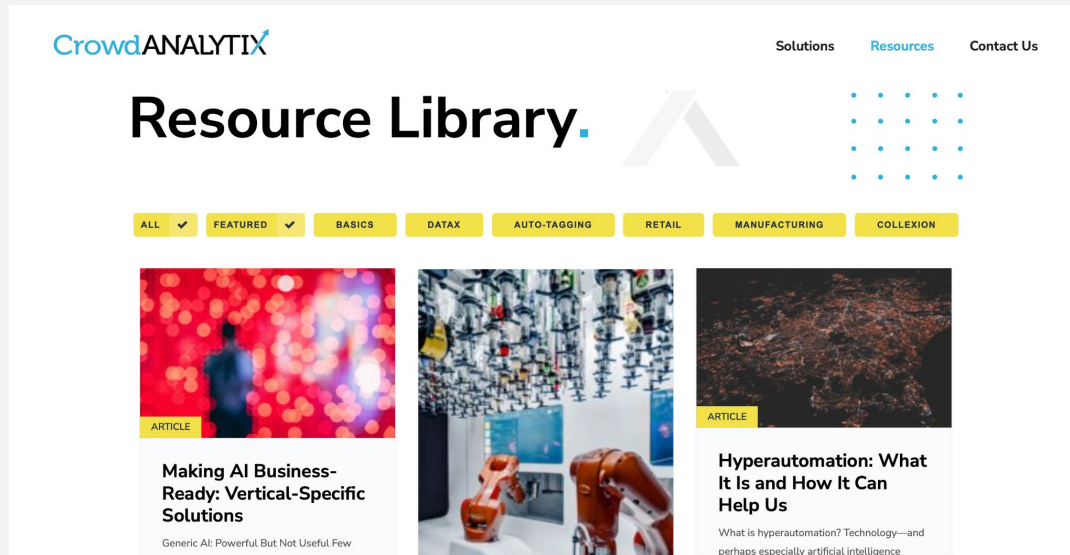 CrowdANALYTIX
Solutions
Resources
Contact Us
Resource Library.
ALL
FEATURED
BASICS
DATAX
AUTO-TAGGING
RETAIL
MANUFACTURING
COLLEXION
ARTICLE
Making AI Business-
Ready: Vertical-Specific
Solutions
Generic AI: Powerful But Not Useful Few
ARTICLE
Hyperautomation: What
It Is and How It Can
Help Us
What is hyperautomation? Technology—and
perhaps especially artificial intelligence